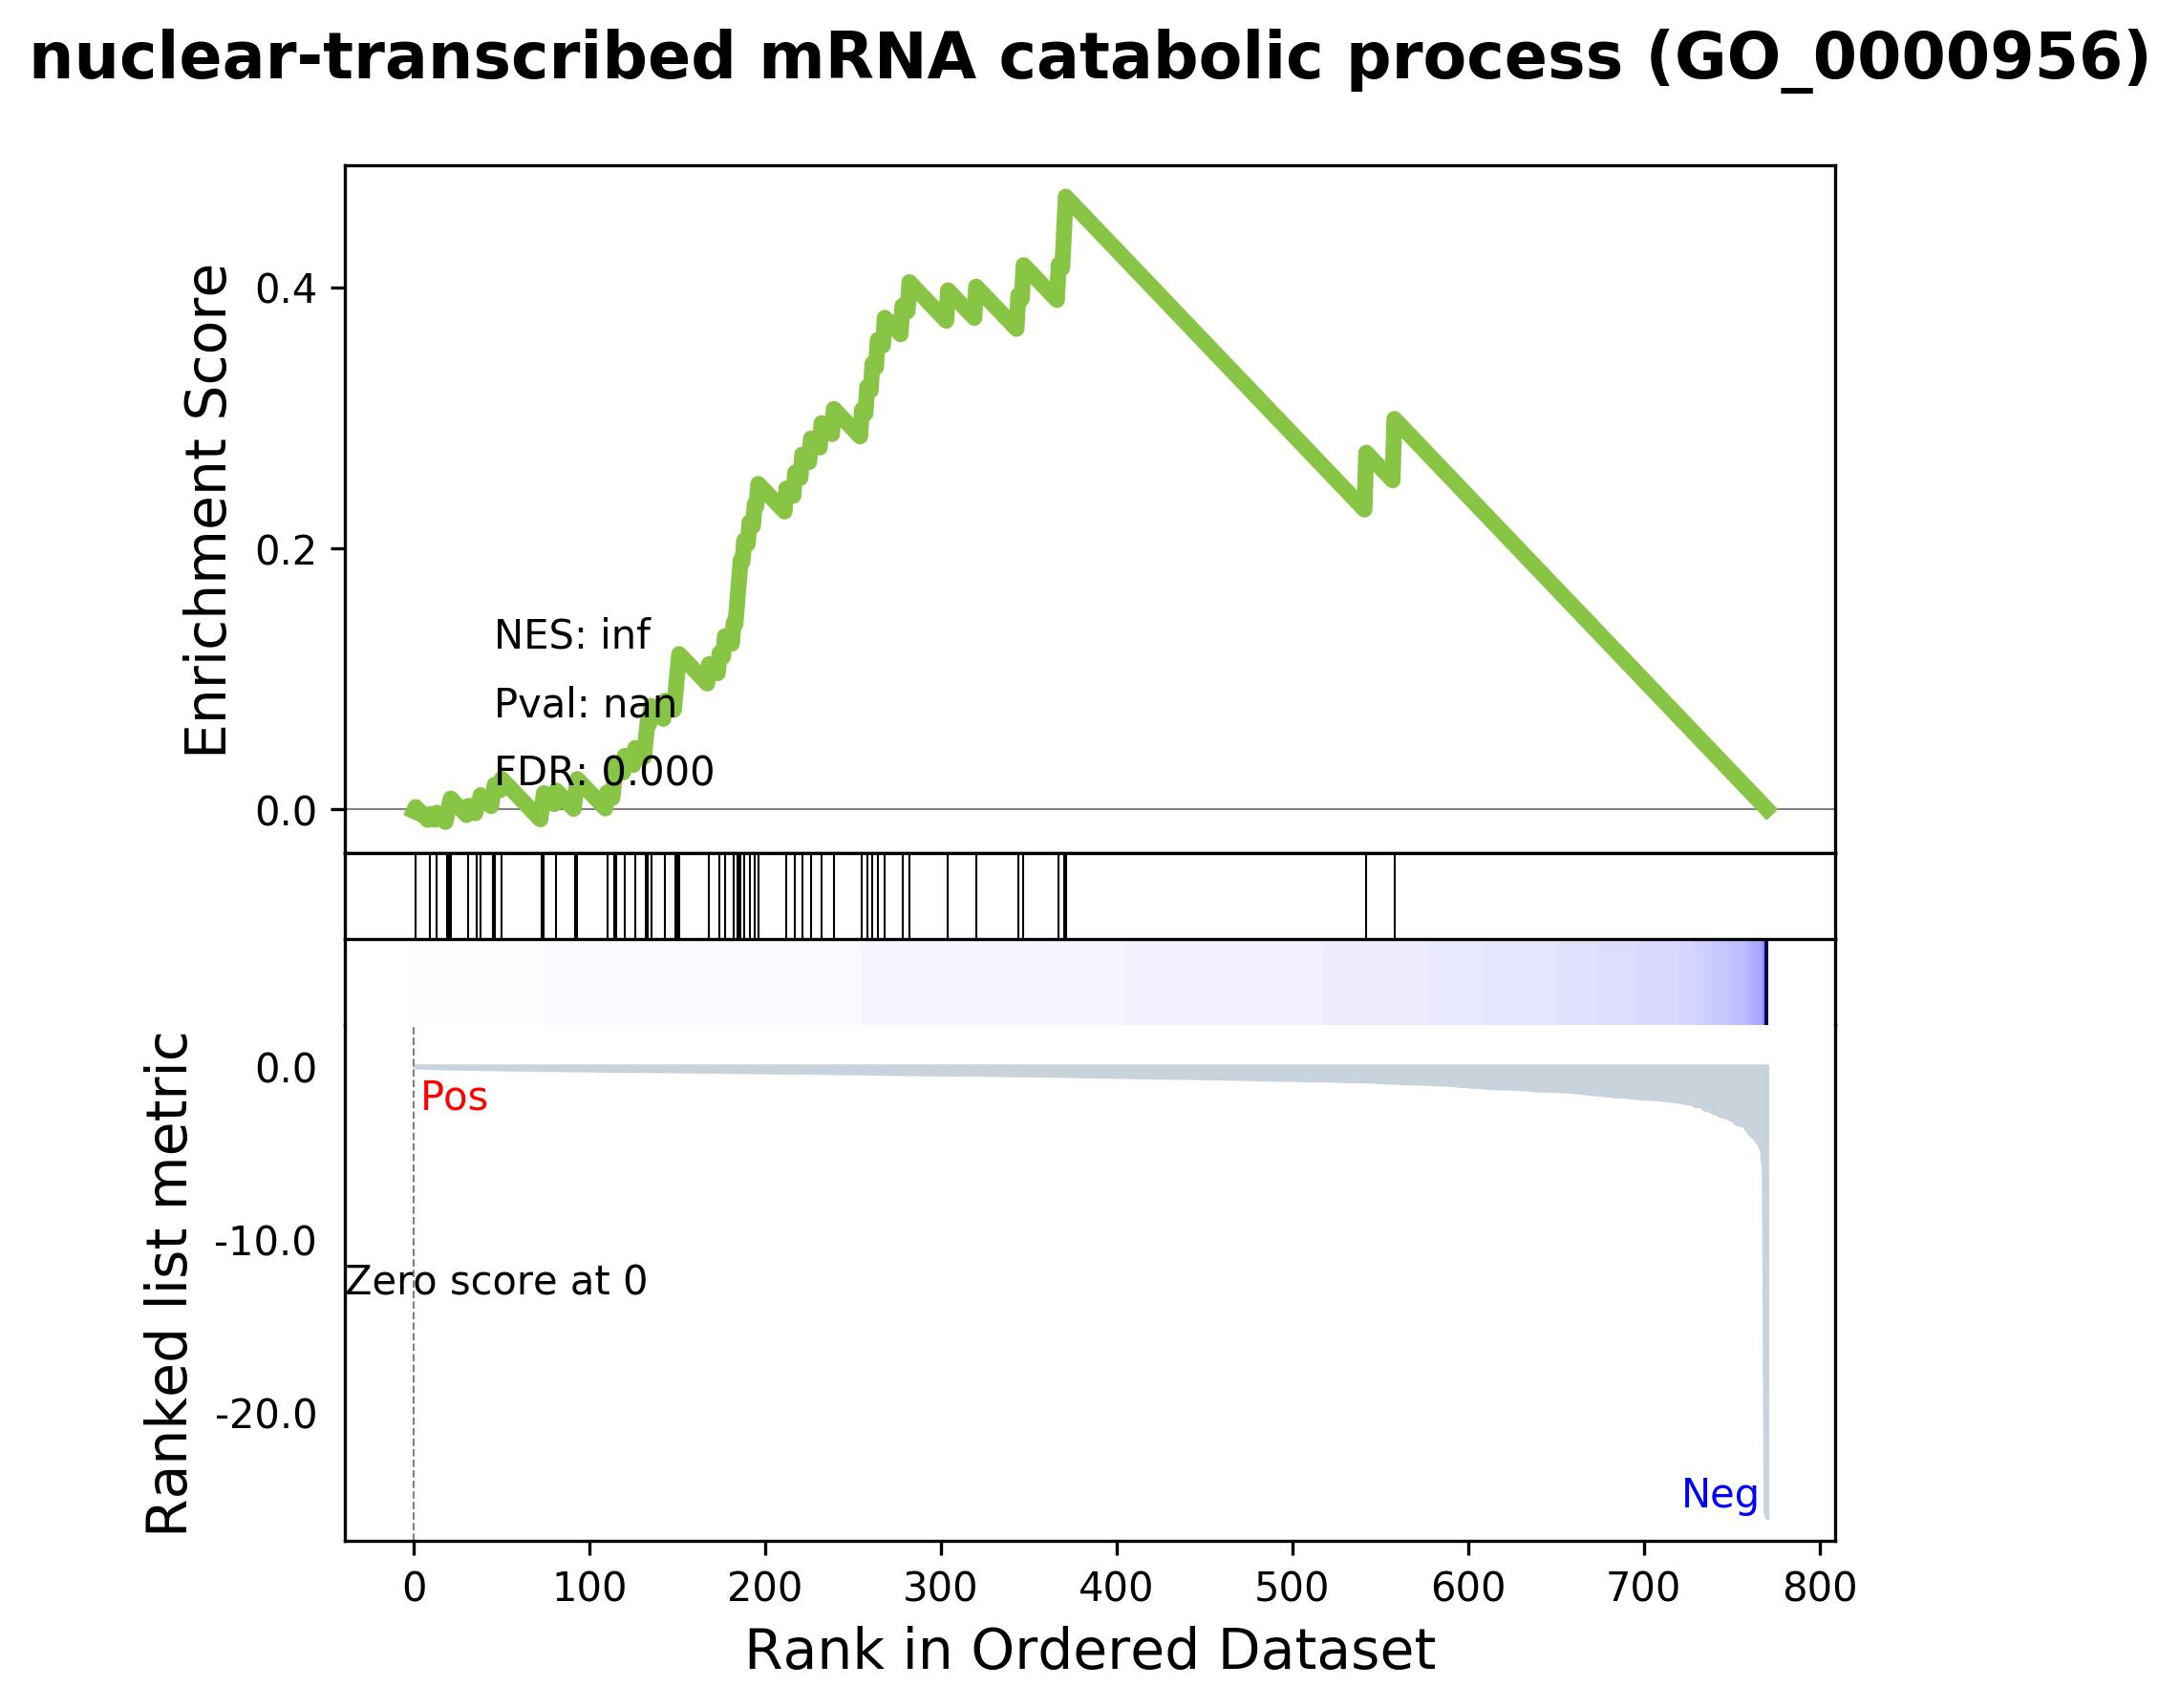 nuclear-transcribed mRNA catabolic process (GO_0000956)
Enrichment Score
0.4
0.2
0.0
NES: inf
Pval: nan
FDR: 0.000
Ranked list metric
0.0
-10.0
-20.0
Pos
Zero score at 0
Neg
0 100 200 300 400 500 600 700 800
Rank in Ordered Dataset